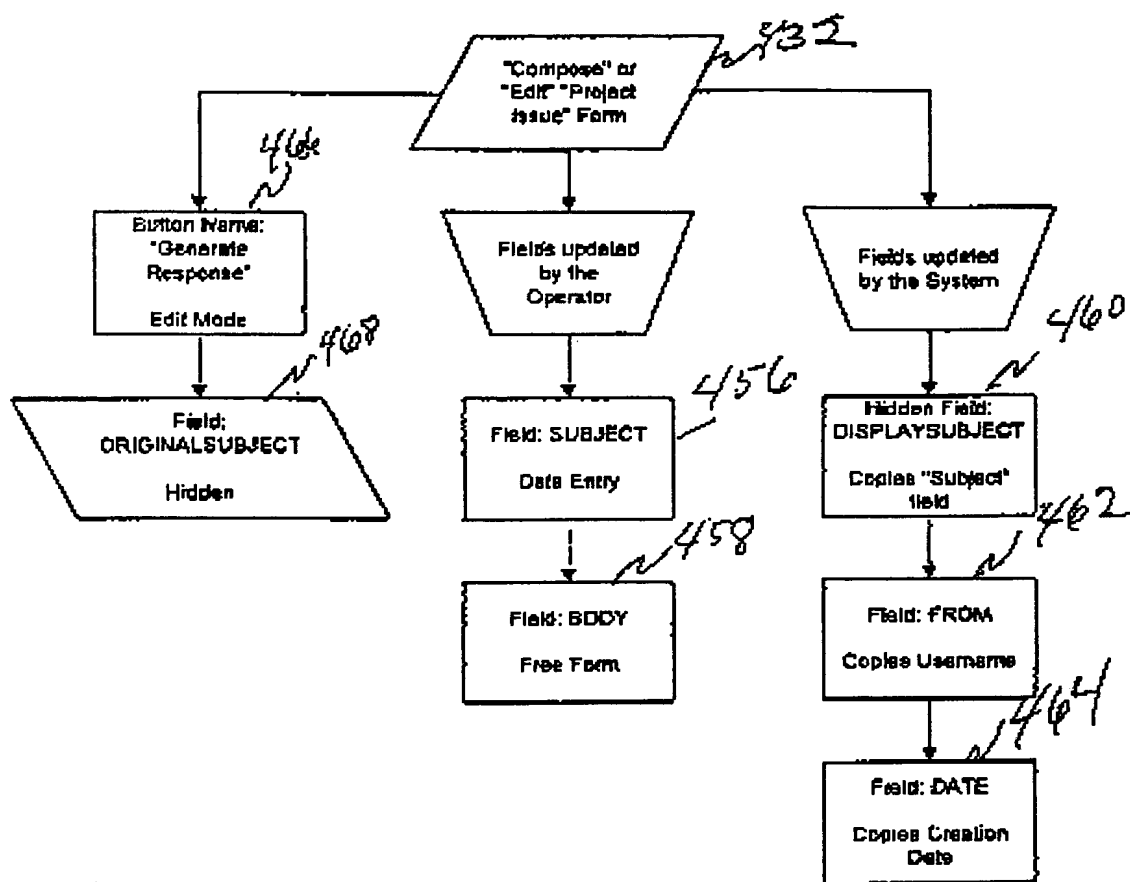 432
"Compose" or
"Edit" "Project
Issue" Form
466
Button Name:
"Generate
Response"
Edit Mode
Fields updated
by the
Operator
Fields updated
by the System
468
Field:
ORIGINALSUBJECT
Hidden
456
Field: SUBJECT
Data Entry
460
Hidden Field:
DISPLAYSUBJECT
Copies "Subject"
field
458
Field: BODY
Free Form
462
Field: FROM
Copies Username
464
Field: DATE
Copies Creation
Date